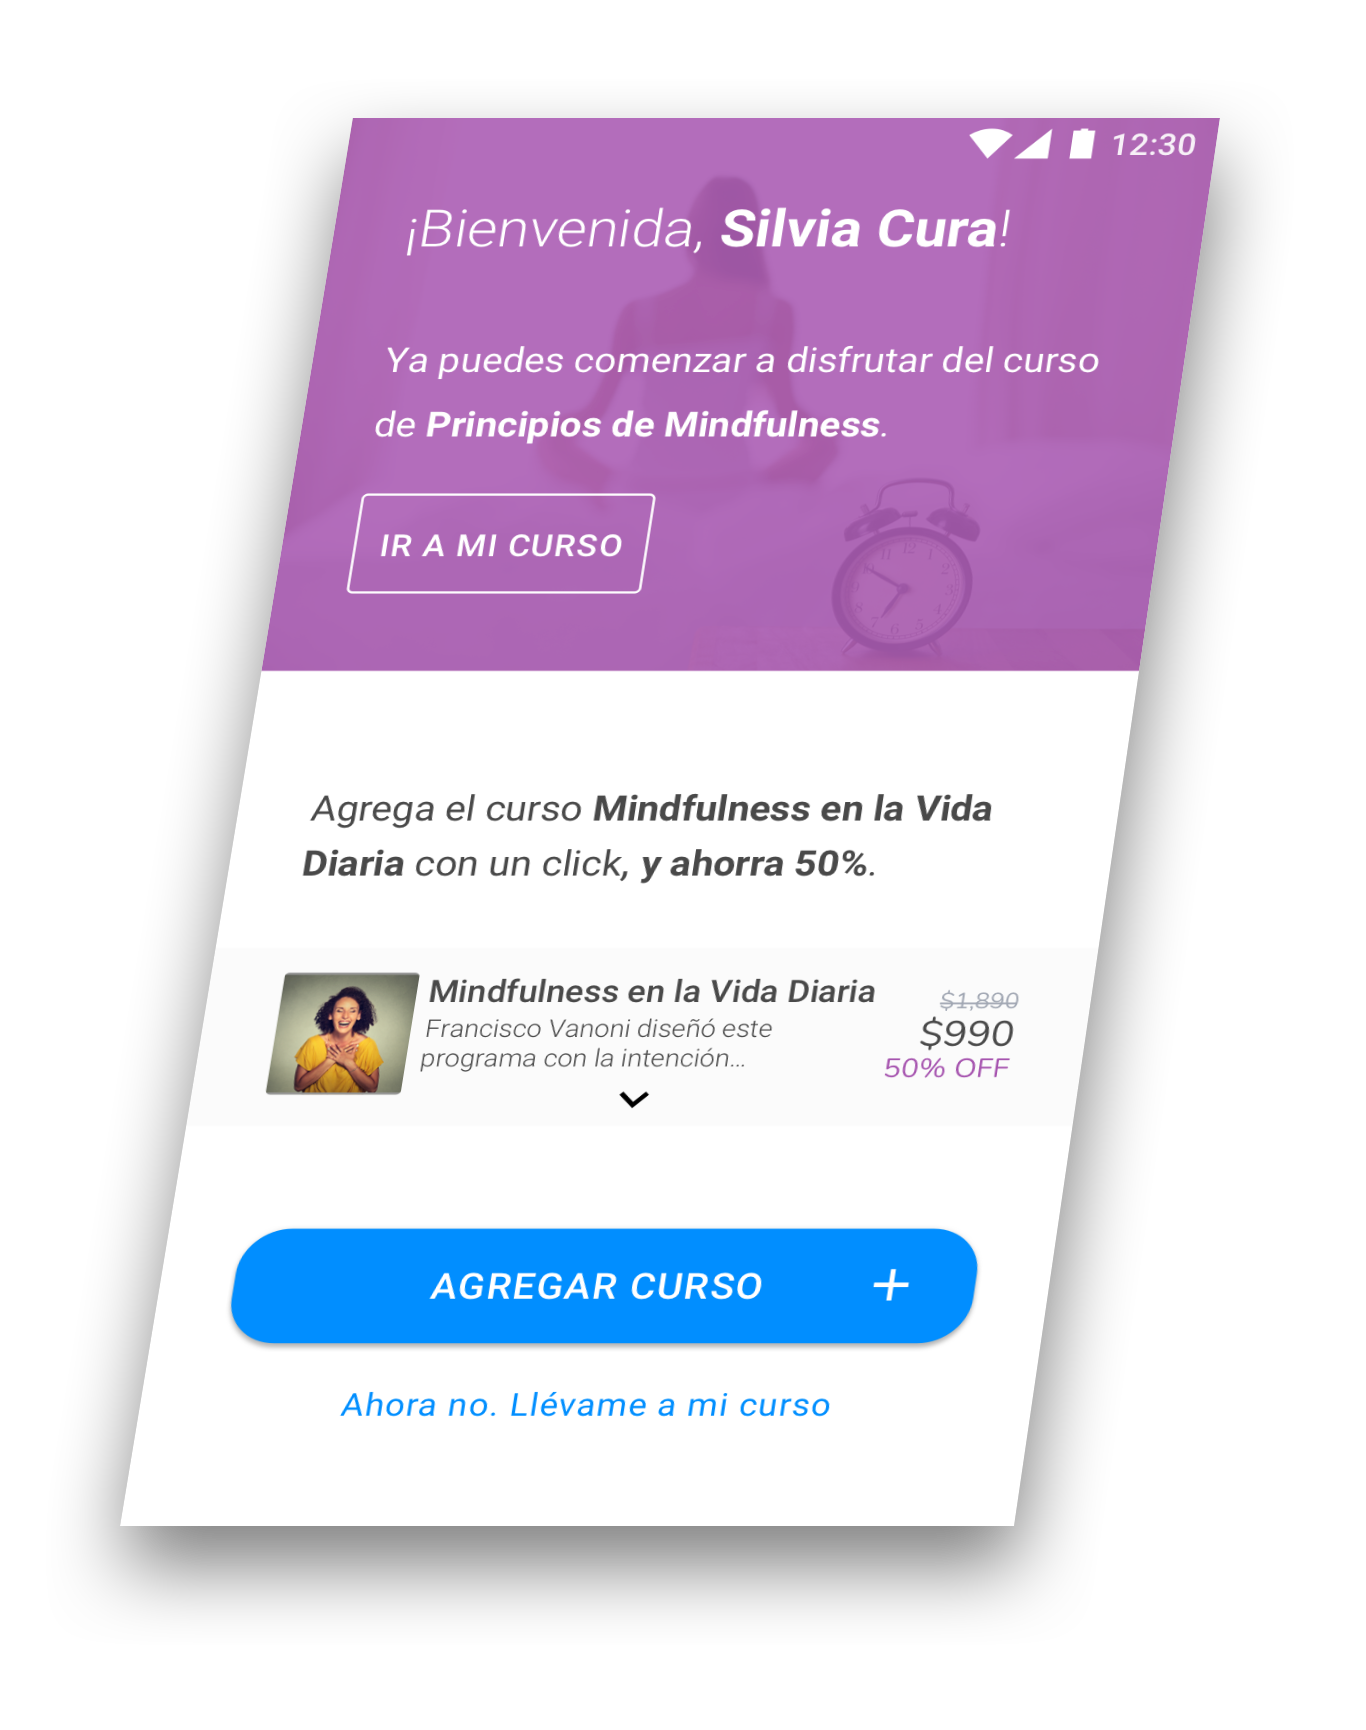 12:30
¡Bienvenida, Silvia Cura!
Ya puedes comenzar a disfrutar del curso
de Principios de Mindfulness.
IR A MI CURSO
Agrega el curso Mindfulness en la Vida
Diaria con un click, y ahorra 50%.
Mindfulness en la Vida Diaria
Francisco Vanoni diseñó este
programa con la intención...
$1,890
$990
50% OFF
AGREGAR CURSO +
Ahora no. Llévame a mi curso